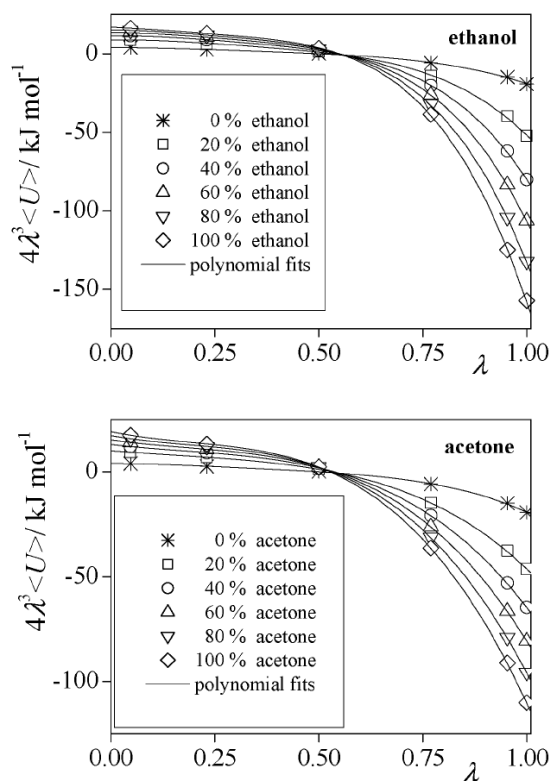 ethanol
4λ³<U>/ kJ mol⁻¹
0
-50
-100
-150
0 % ethanol
20 % ethanol
40 % ethanol
60 % ethanol
80 % ethanol
100 % ethanol
polynomial fits
0.00 0.25 0.50 0.75 1.00
λ
acetone
4λ³<U>/ kJ mol⁻¹
0
-50
-100
0 % acetone
20 % acetone
40 % acetone
60 % acetone
80 % acetone
100 % acetone
polynomial fits
0.00 0.25 0.50 0.75 1.00
λ